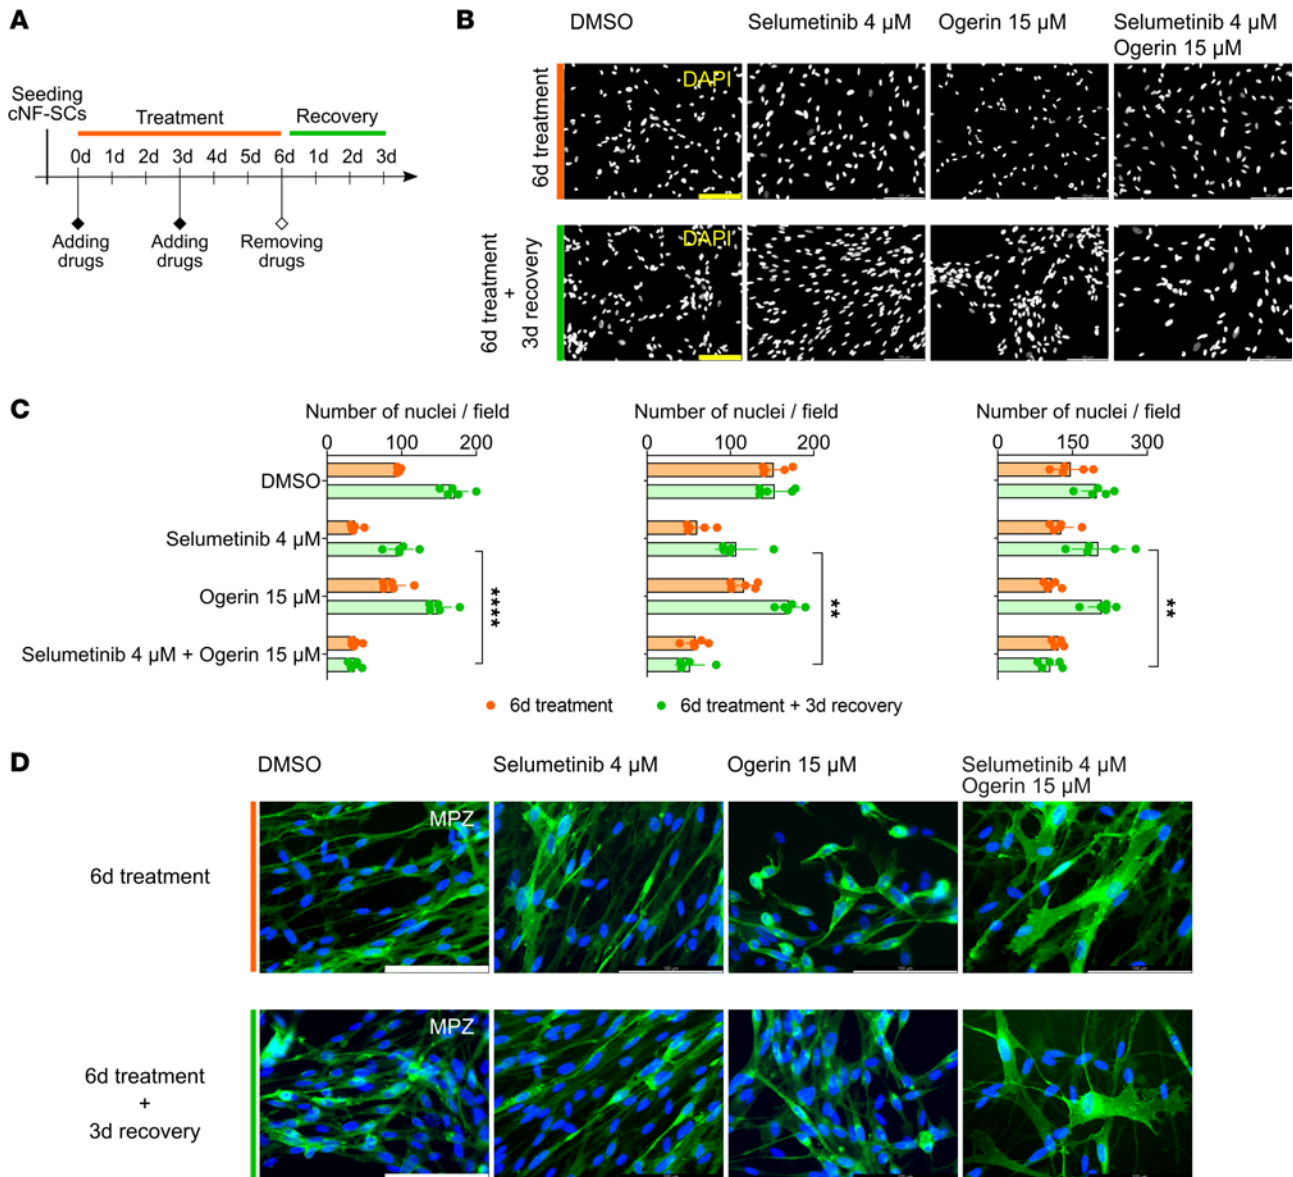 A
Seeding
cNF-SCs
Treatment
Recovery
0d 1d 2d 3d 4d 5d 6d 1d 2d 3d
Adding
drugs
Adding
drugs
Removing
drugs
B
DMSO
Selumetinib 4 µM
Ogerin 15 µM
Selumetinib 4 µM
Ogerin 15 µM
6d treatment
DAPI
6d treatment
+
3d recovery
DAPI
C
Number of nuclei / field
0 100 200
Number of nuclei / field
0 100 200
Number of nuclei / field
0 150 300
DMSO
Selumetinib 4 µM
Ogerin 15 µM
Selumetinib 4 µM + Ogerin 15 µM
****
**
**
6d treatment
6d treatment + 3d recovery
D
DMSO
Selumetinib 4 µM
Ogerin 15 µM
Selumetinib 4 µM
Ogerin 15 µM
6d treatment
MPZ
6d treatment
+
3d recovery
MPZ